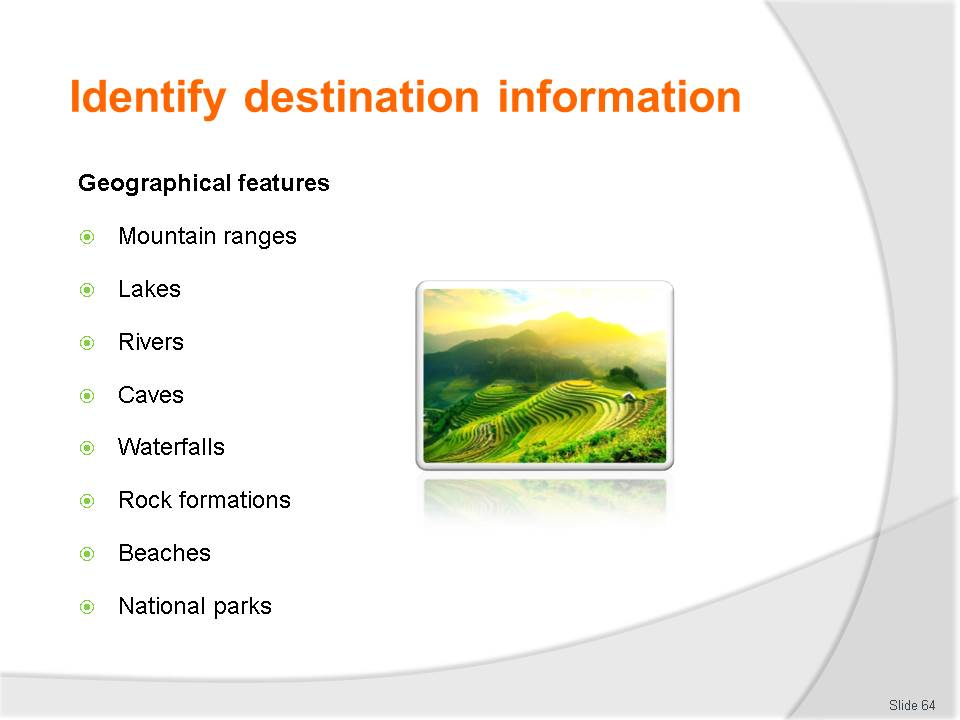 Identify destination information
Geographical features
Mountain ranges
Lakes
Rivers
Caves
Waterfalls
Rock formations
Beaches
National parks
Slide 64